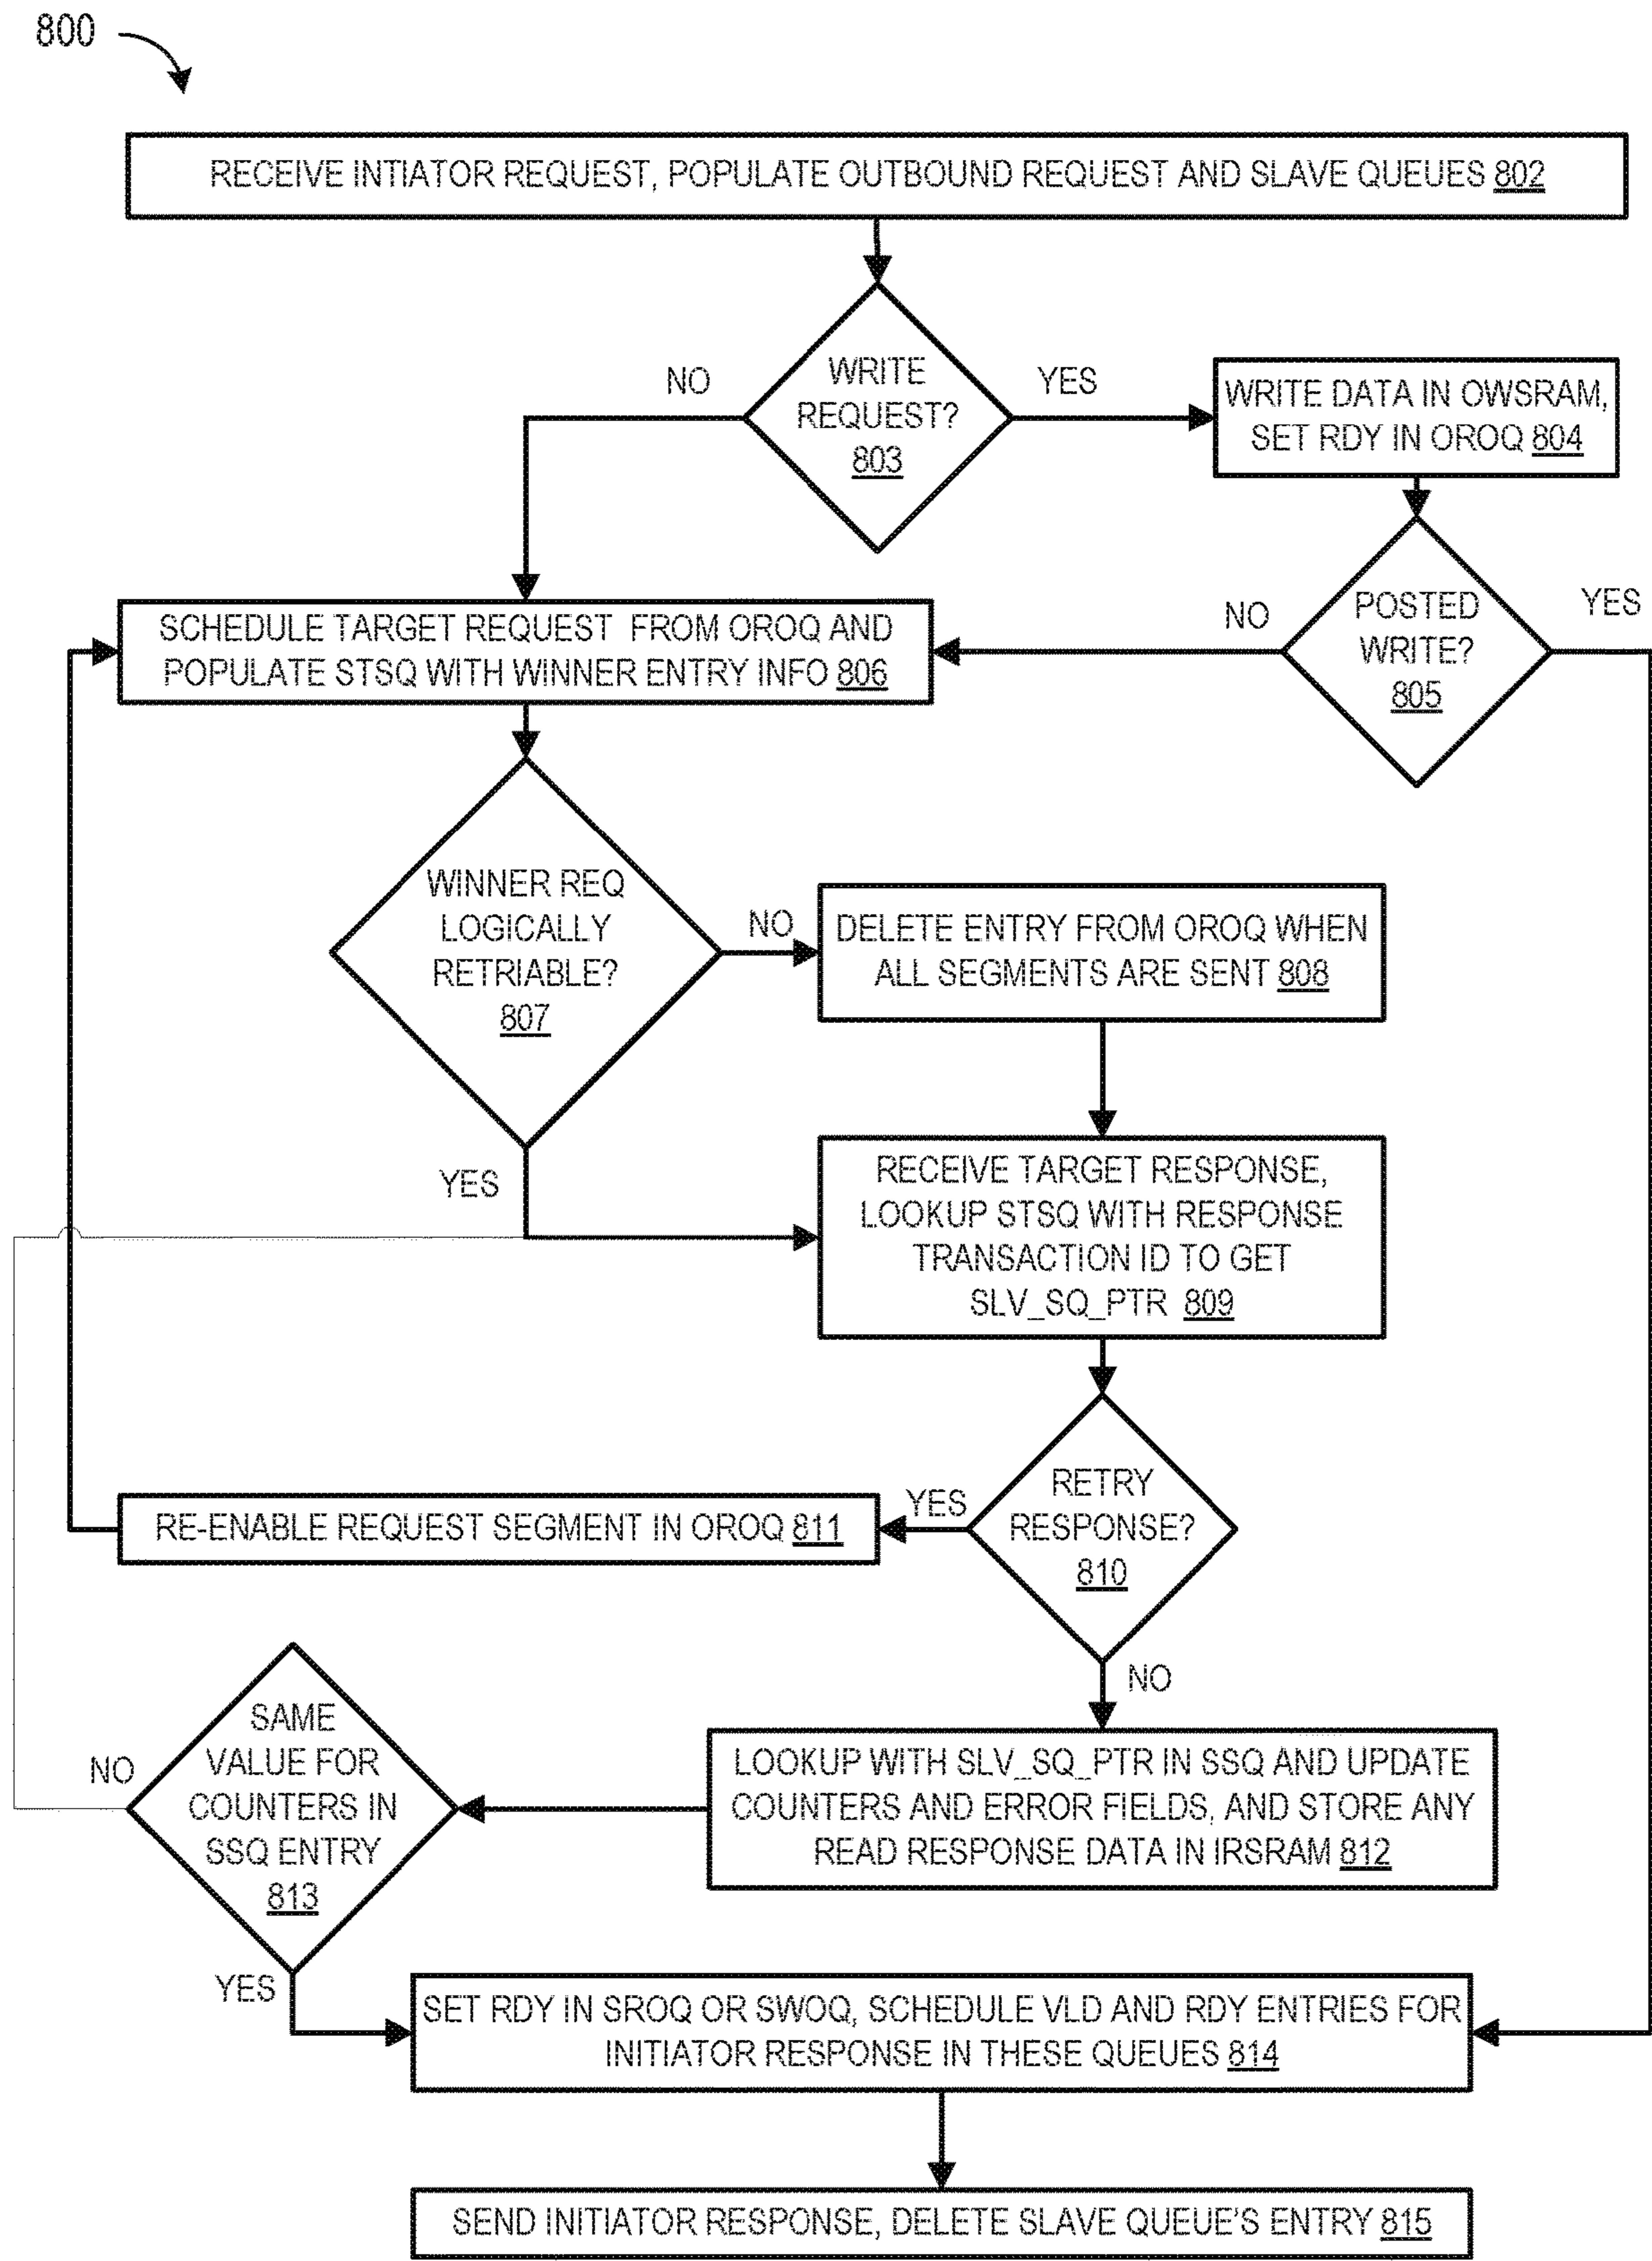 800
RECEIVE INTIATOR REQUEST, POPULATE OUTBOUND REQUEST AND SLAVE QUEUES 802
WRITE
REQUEST?
803
NO
YES
WRITE DATA IN OWSRAM,
SET RDY IN OROQ 804
POSTED
WRITE?
805
NO
YES
SCHEDULE TARGET REQUEST FROM OROQ AND
POPULATE STSQ WITH WINNER ENTRY INFO 806
WINNER REQ
LOGICALLY
RETRIABLE?
807
NO
DELETE ENTRY FROM OROQ WHEN
ALL SEGMENTS ARE SENT 808
YES
RECEIVE TARGET RESPONSE,
LOOKUP STSQ WITH RESPONSE
TRANSACTION ID TO GET
SLV_SQ_PTR 809
RETRY
RESPONSE?
810
YES
RE-ENABLE REQUEST SEGMENT IN OROQ 811
NO
LOOKUP WITH SLV_SQ_PTR IN SSQ AND UPDATE
COUNTERS AND ERROR FIELDS, AND STORE ANY
READ RESPONSE DATA IN IRSRAM 812
SAME
VALUE FOR
COUNTERS IN
SSQ ENTRY
813
NO
YES
SET RDY IN SROQ OR SWOQ, SCHEDULE VLD AND RDY ENTRIES FOR
INITIATOR RESPONSE IN THESE QUEUES 814
SEND INITIATOR RESPONSE, DELETE SLAVE QUEUE'S ENTRY 815